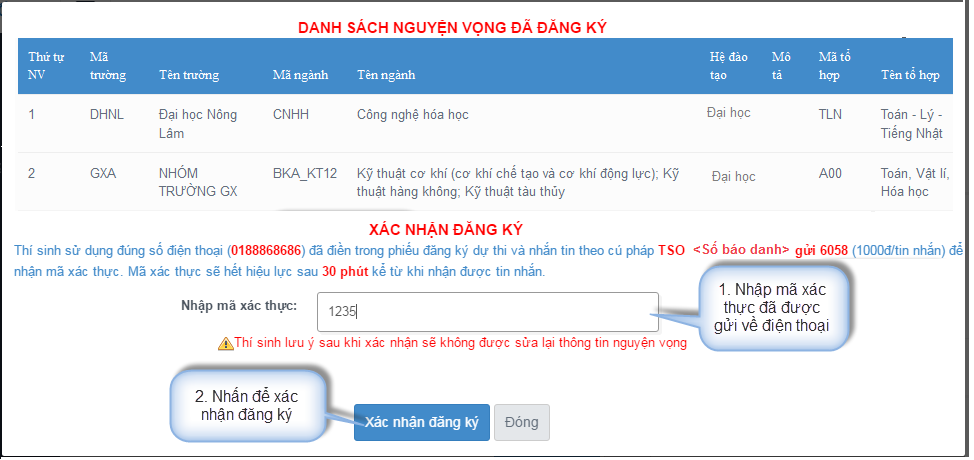 DANH SÁCH NGUYỆN VỌNG ĐÃ ĐĂNG KÝ
Thứ tự NV Mã trường Tên trường Mã ngành Tên ngành Hệ đào tạo Mô tả Mã tổ hợp Tên tổ hợp
1 DHNL Đại học Nông Lâm CNHH Công nghệ hóa học Đại học TLN Toán - Lý - Tiếng Nhật
2 GXA NHÓM TRƯỜNG GX BKA_KT12 Kỹ thuật cơ khí (cơ khí chế tạo và cơ khí động lực); Kỹ thuật hàng không; Kỹ thuật tàu thủy Đại học A00 Toán, Vật lí, Hóa học
XÁC NHẬN ĐĂNG KÝ
Thí sinh sử dụng đúng số điện thoại (0188868686) đã điền trong phiếu đăng ký dự thi và nhắn tin theo cú pháp TSO <Số báo danh> gửi 6058 (1000đ/tin nhắn) để
nhận mã xác thực. Mã xác thực sẽ hết hiệu lực sau 30 phút kể từ khi nhận được tin nhắn.
Nhập mã xác thực: 1235
1. Nhập mã xác
thực đã được
gửi về điện thoại
Thí sinh lưu ý sau khi xác nhận sẽ không được sửa lại thông tin nguyện vọng
2. Nhấn để xác
nhận đăng ký
Xác nhận đăng ký Đóng